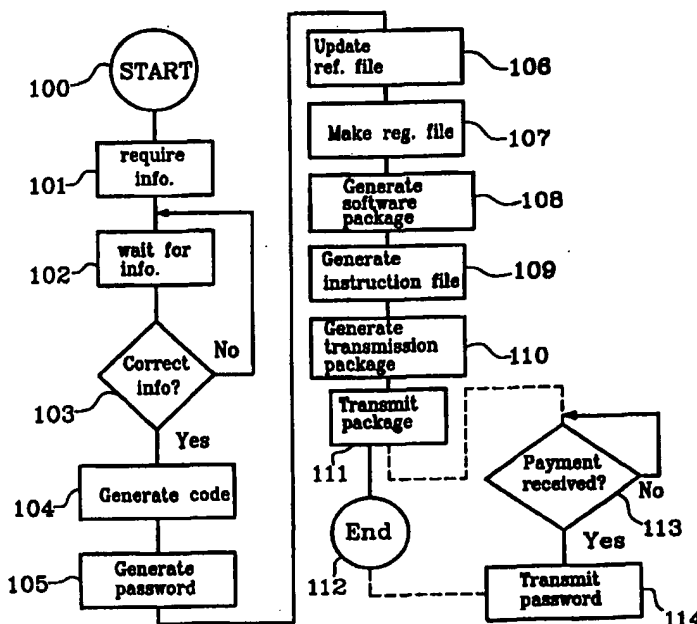 100
START
101
require
info.
102
wait for
info.
103
Correct
info?
No
Yes
104
Generate code
105
Generate
password
Update
ref. file
106
Make reg. file
107
Generate
software
package
108
Generate
instruction file
109
Generate
transmission
package
110
Transmit
package
111
End
112
Payment
received?
No
113
Yes
Transmit
password
114